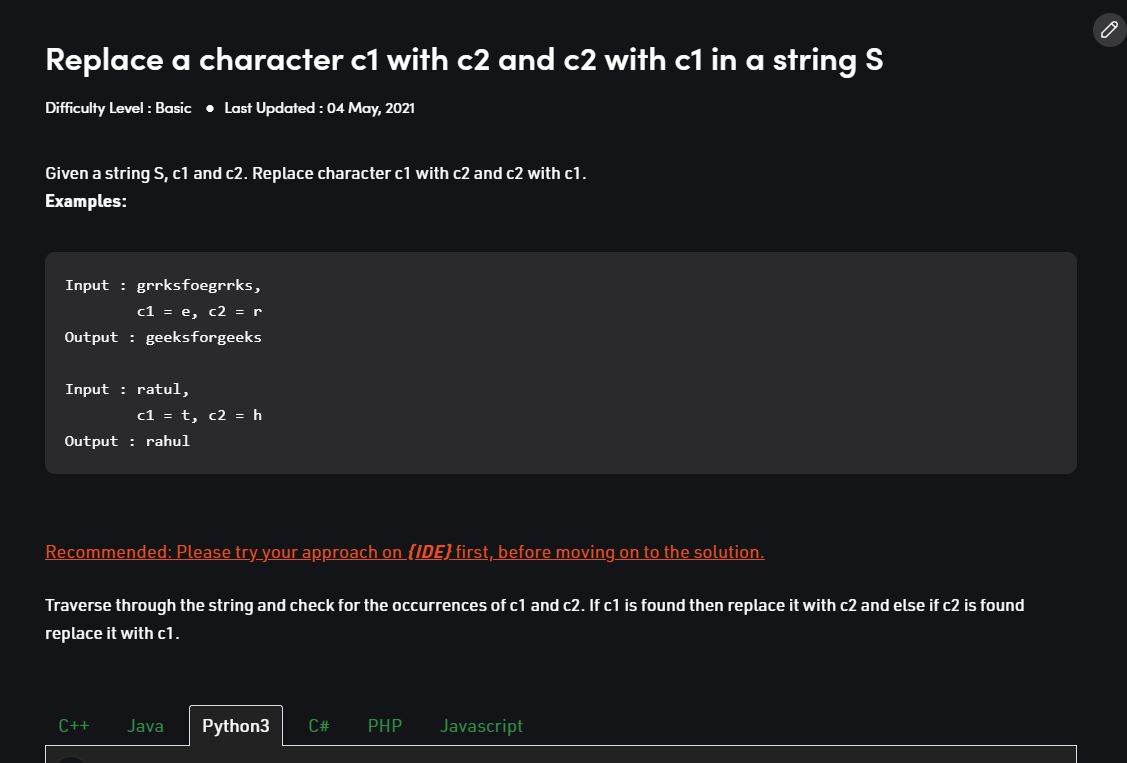 Replace a character c1 with c2 and c2 with c1 in a string S
Difficulty Level : Basic ● Last Updated : 04 May, 2021
Given a string S, c1 and c2. Replace character c1 with c2 and c2 with c1.
Examples:
Input : grrksfoegrrks,
        c1 = e, c2 = r
Output : geeksforgeeks
Input : ratul,
        c1 = t, c2 = h
Output : rahul
Recommended: Please try your approach on {IDE} first, before moving on to the solution.
Traverse through the string and check for the occurrences of c1 and c2. If c1 is found then replace it with c2 and else if c2 is found
replace it with c1.
C++ Java Python3 C# PHP Javascript